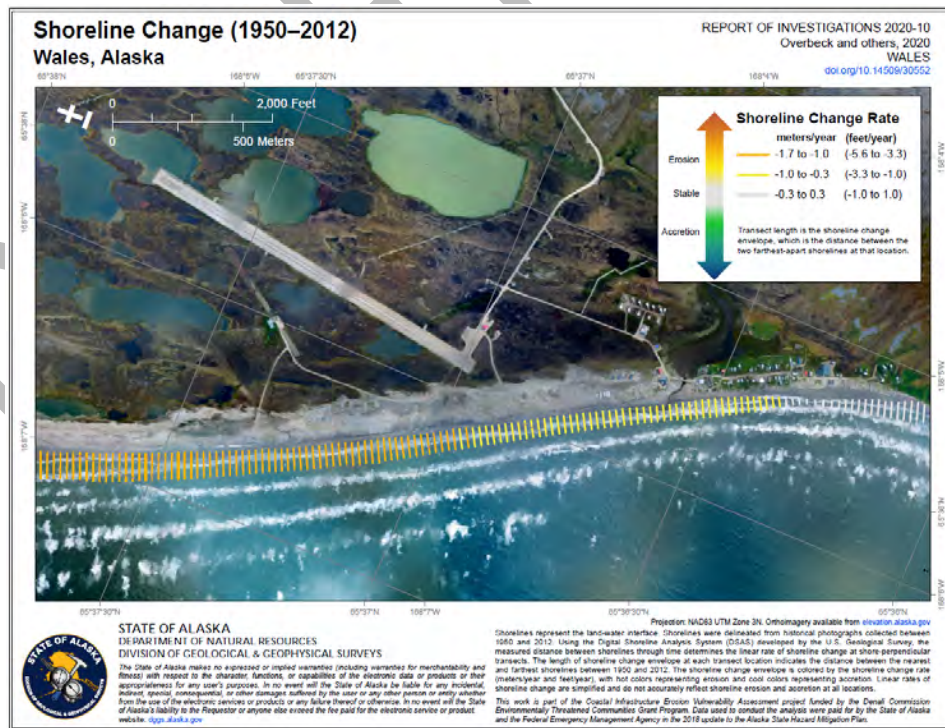 Shoreline Change (1950–2012)
Wales, Alaska
REPORT OF INVESTIGATIONS 2020-10
Overbeck and others, 2020
WALES
doi.org/10.14509/30552
65°38'N
168°6'W
65°37'30"N
65°37'N
168°4'W
0 2,000 Feet
0 500 Meters
65°38'N
168°6'W
168°7'W
Shoreline Change Rate
meters/year (feet/year)
Erosion
-1.7 to -1.0 (-5.6 to -3.3)
-1.0 to -0.3 (-3.3 to -1.0)
Stable
-0.3 to 0.3 (-1.0 to 1.0)
Accretion
Transect length is the shoreline change
envelope, which is the distance between the
two farthest-apart shorelines at that location.
168°4'W
168°5'W
65°37'30"N
65°37'N
168°7'W
65°36'30"N
65°36'N
STATE OF ALASKA
DEPARTMENT OF NATURAL RESOURCES
DIVISION OF GEOLOGICAL & GEOPHYSICAL SURVEYS
The State of Alaska makes no expressed or implied warranties (including warranties for merchantability and
fitness) with respect to the character, functions, or capabilities of the electronic data or products or their
appropriateness for any user's purposes. In no event will the State of Alaska be liable for any incidental,
indirect, special, consequential, or other damages suffered by the user or any other person or entity whether
from the use of the electronic services or products or any failure thereof or otherwise. In no event will the State
of Alaska's liability to the Requestor or anyone else exceed the fee paid for the electronic service or product.
website: dggs.alaska.gov
Projection: NAD83 UTM Zone 3N. Orthoimagery available from elevation.alaska.gov
Shorelines represent the land-water interface. Shorelines were delineated from historical photographs collected between
1950 and 2012. Using the Digital Shoreline Analysis System (DSAS) developed by the U.S. Geological Survey, the
measured distance between shorelines through time determines the linear rate of shoreline change at shore-perpendicular
transects. The length of shoreline change envelope at each transect location indicates the distance between the nearest
and farthest shorelines between 1950 and 2012. The shoreline change envelope is colored by the shoreline change rate
(meters/year and feet/year), with hot colors representing erosion and cool colors representing accretion. Linear rates of
shoreline change are simplified and do not accurately reflect shoreline erosion and accretion at all locations.
This work is part of the Coastal Infrastructure Erosion Vulnerability Assessment project funded by the Denali Commission
Environmentally Threatened Communities Grant Program. Data used to conduct the analysis were paid for by the State of Alaska
and the Federal Emergency Management Agency in the 2018 update to the Alaska State Hazard Mitigation Plan.